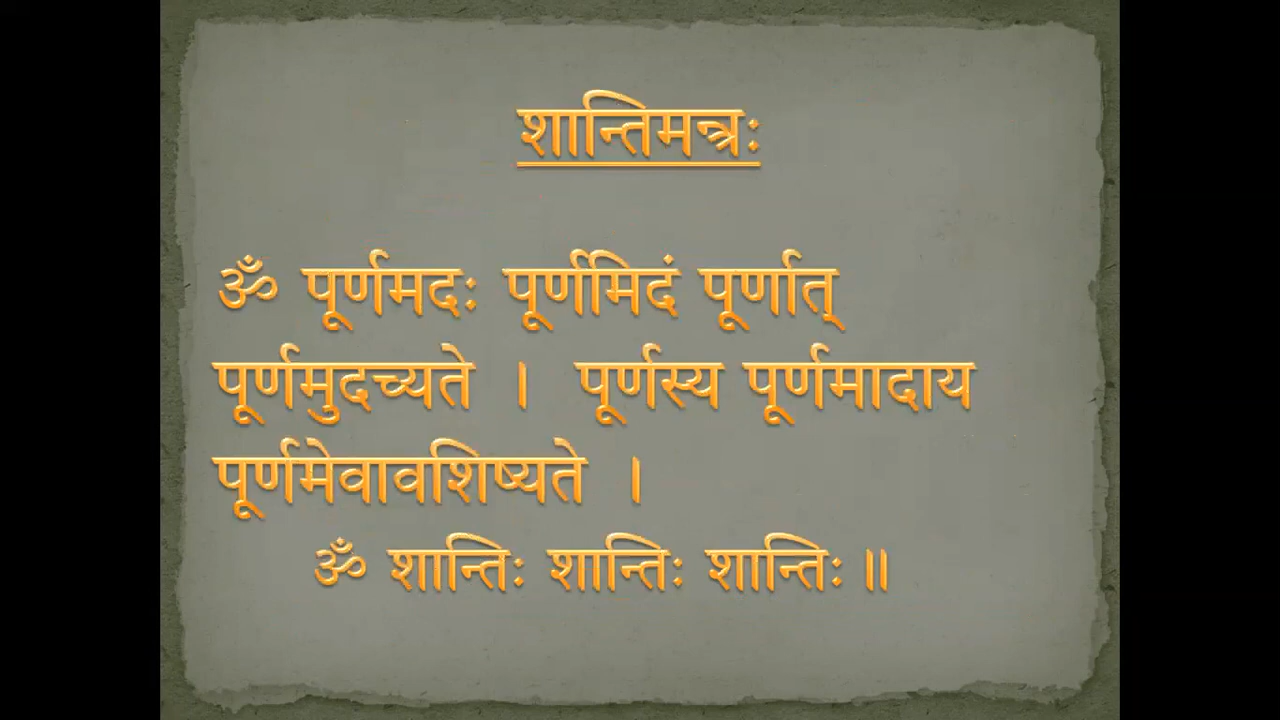 शान्तिमन्त्रः
ॐ पूर्णमदः पूर्णमिदं पूर्णात्
पूर्णमुदच्यते । पूर्णस्य पूर्णमादाय
पूर्णमेवावशिष्यते ।
ॐ शान्तिः शान्तिः शान्तिः ॥